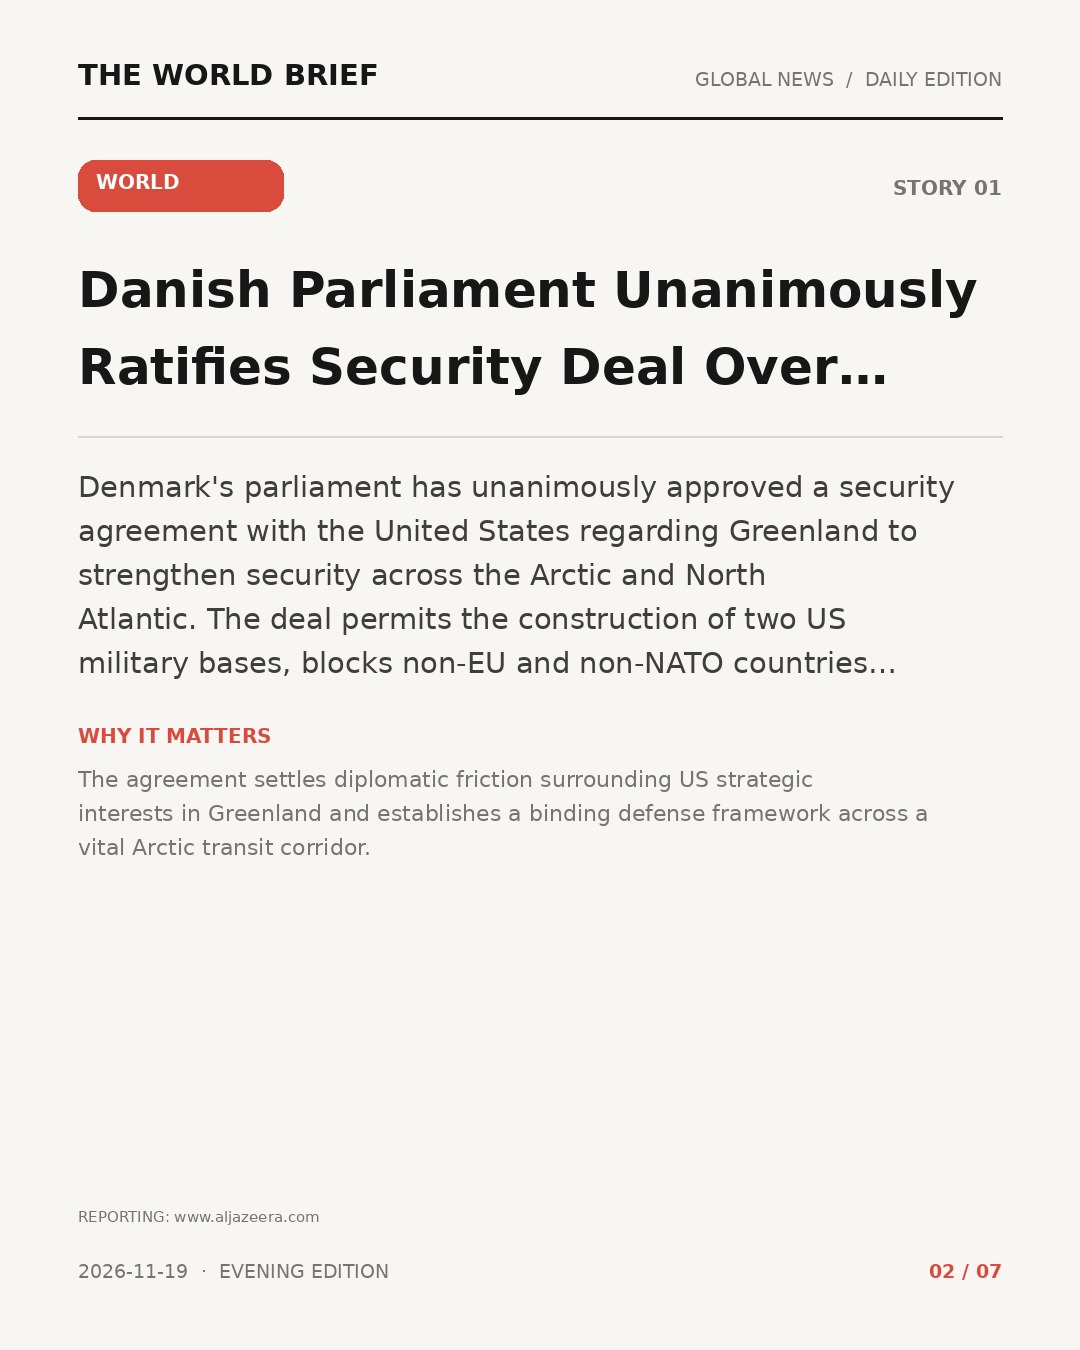 THE WORLD BRIEF
GLOBAL NEWS / DAILY EDITION
WORLD
STORY 01
Danish Parliament Unanimously
Ratifies Security Deal Over…
Denmark's parliament has unanimously approved a security
agreement with the United States regarding Greenland to
strengthen security across the Arctic and North
Atlantic. The deal permits the construction of two US
military bases, blocks non-EU and non-NATO countries…
WHY IT MATTERS
The agreement settles diplomatic friction surrounding US strategic
interests in Greenland and establishes a binding defense framework across a
vital Arctic transit corridor.
REPORTING: www.aljazeera.com
2026-11-19 · EVENING EDITION
02 / 07